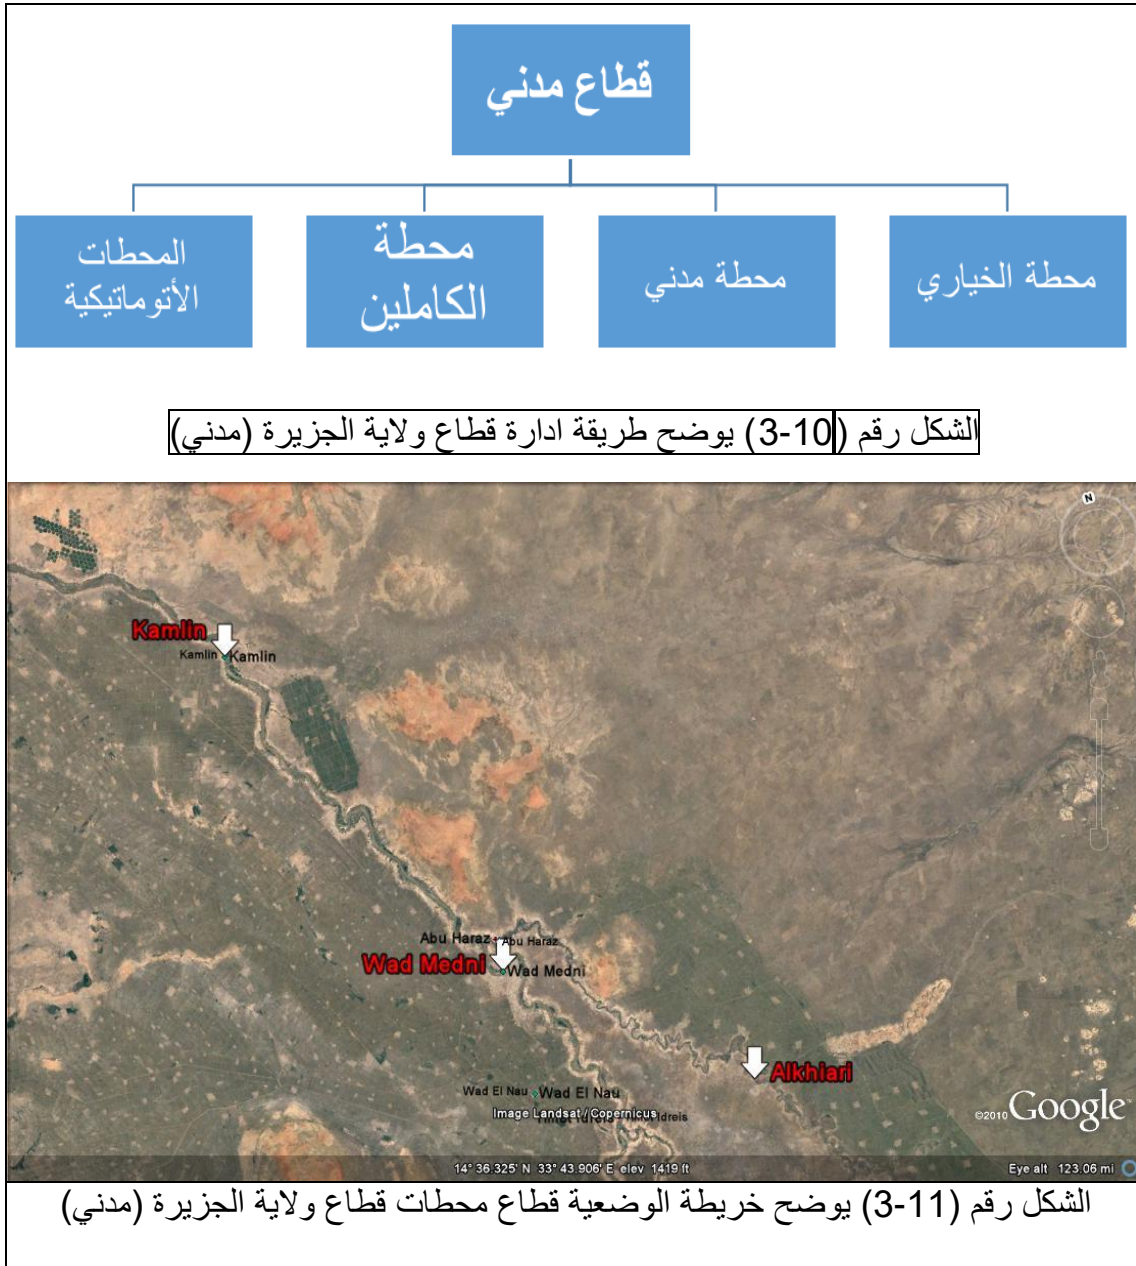 قطاع مدني
محطة الخياري
محطة مدني
محطة
الكاملين
المحطات
الأتوماتيكية
الشكل رقم (10-3) يوضح طريقة ادارة قطاع ولاية الجزيرة (مدني)
N
Kamlin
Kamlin Kamlin
Abu Haraz Abu Haraz
Wad Medni Wad Medni
Alkhiari
Wad El Nau Wad El Nau
Image Landsat / Copernicus
Idreis
©2010 Google
14° 36.325' N 33° 43.906' E elev 1419 ft
Eye alt 123.06 mi
الشكل رقم (11-3) يوضح خريطة الوضعية قطاع محطات قطاع ولاية الجزيرة (مدني)